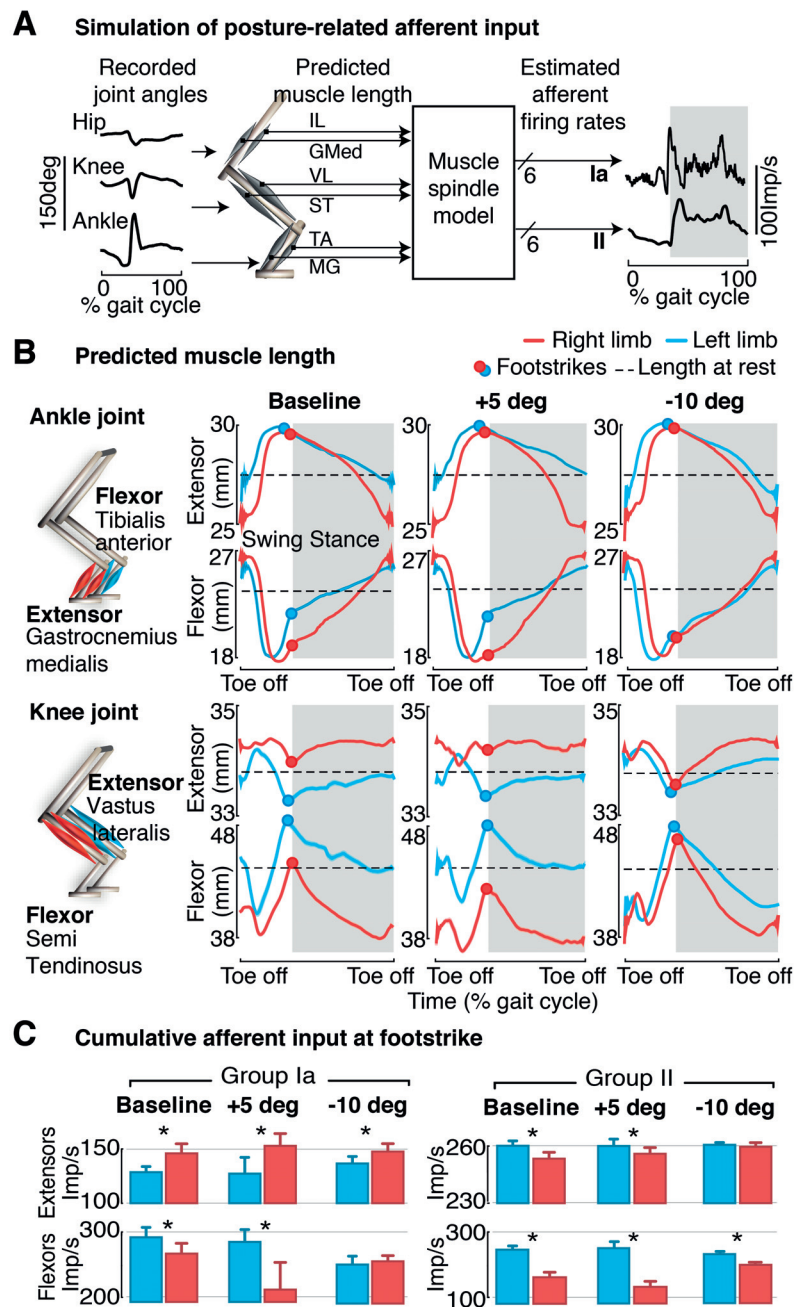 A Simulation of posture-related afferent input
Recorded joint angles
Predicted muscle length
Estimated afferent firing rates
Hip
Knee
Ankle
150deg
0 100
% gait cycle
IL
GMed
VL
ST
TA
MG
Muscle spindle model
6 Ia
6 II
100Imp/s
0 100
% gait cycle
B Predicted muscle length
Right limb Left limb
Footstrikes Length at rest
Baseline +5 deg -10 deg
Ankle joint
Flexor
Tibialis
anterior
Extensor
Gastrocnemius
medialis
Extensor (mm)
30 30 30
25 25 25
Swing Stance
Flexor (mm)
27 27 27
18 18 18
Toe off Toe off Toe off Toe off Toe off Toe off
Knee joint
Extensor
Vastus
lateralis
Flexor
Semi
Tendinosus
Extensor (mm)
35 35 35
33 33 33
Flexor (mm)
48 48 48
38 38 38
Toe off Toe off Toe off Toe off Toe off Toe off
Time (% gait cycle)
C Cumulative afferent input at footstrike
Group Ia Group II
Baseline +5 deg -10 deg Baseline +5 deg -10 deg
* * * * *
Extensors
Imp/s
150
100
Imp/s
260
230
* * * * *
Flexors
Imp/s
300
200
Imp/s
300
100